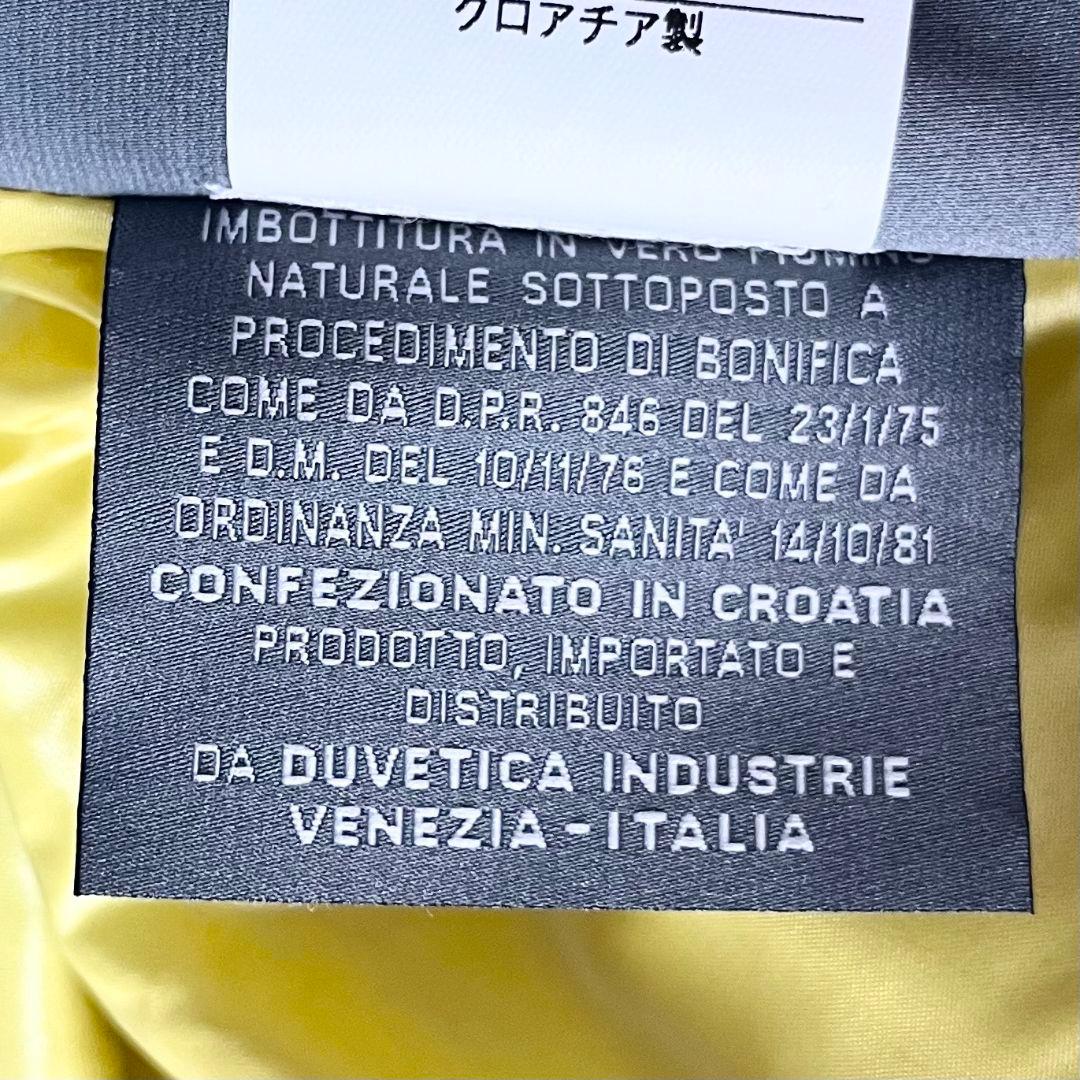 クロアチア製
IMBOTTITURA IN VERO PIUMINO
NATURALE SOTTOPOSTO A
PROCEDIMENTO DI BONIFICA
COME DA D.P.R. 846 DEL 23/1/75
E D.M. DEL 10/11/76 E COME DA
ORDINANZA MIN. SANITA' 14/10/81
CONFEZIONATO IN CROATIA
PRODOTTO, IMPORTATO E
DISTRIBUITO
DA DUVETICA INDUSTRIE
VENEZIA-ITALIA